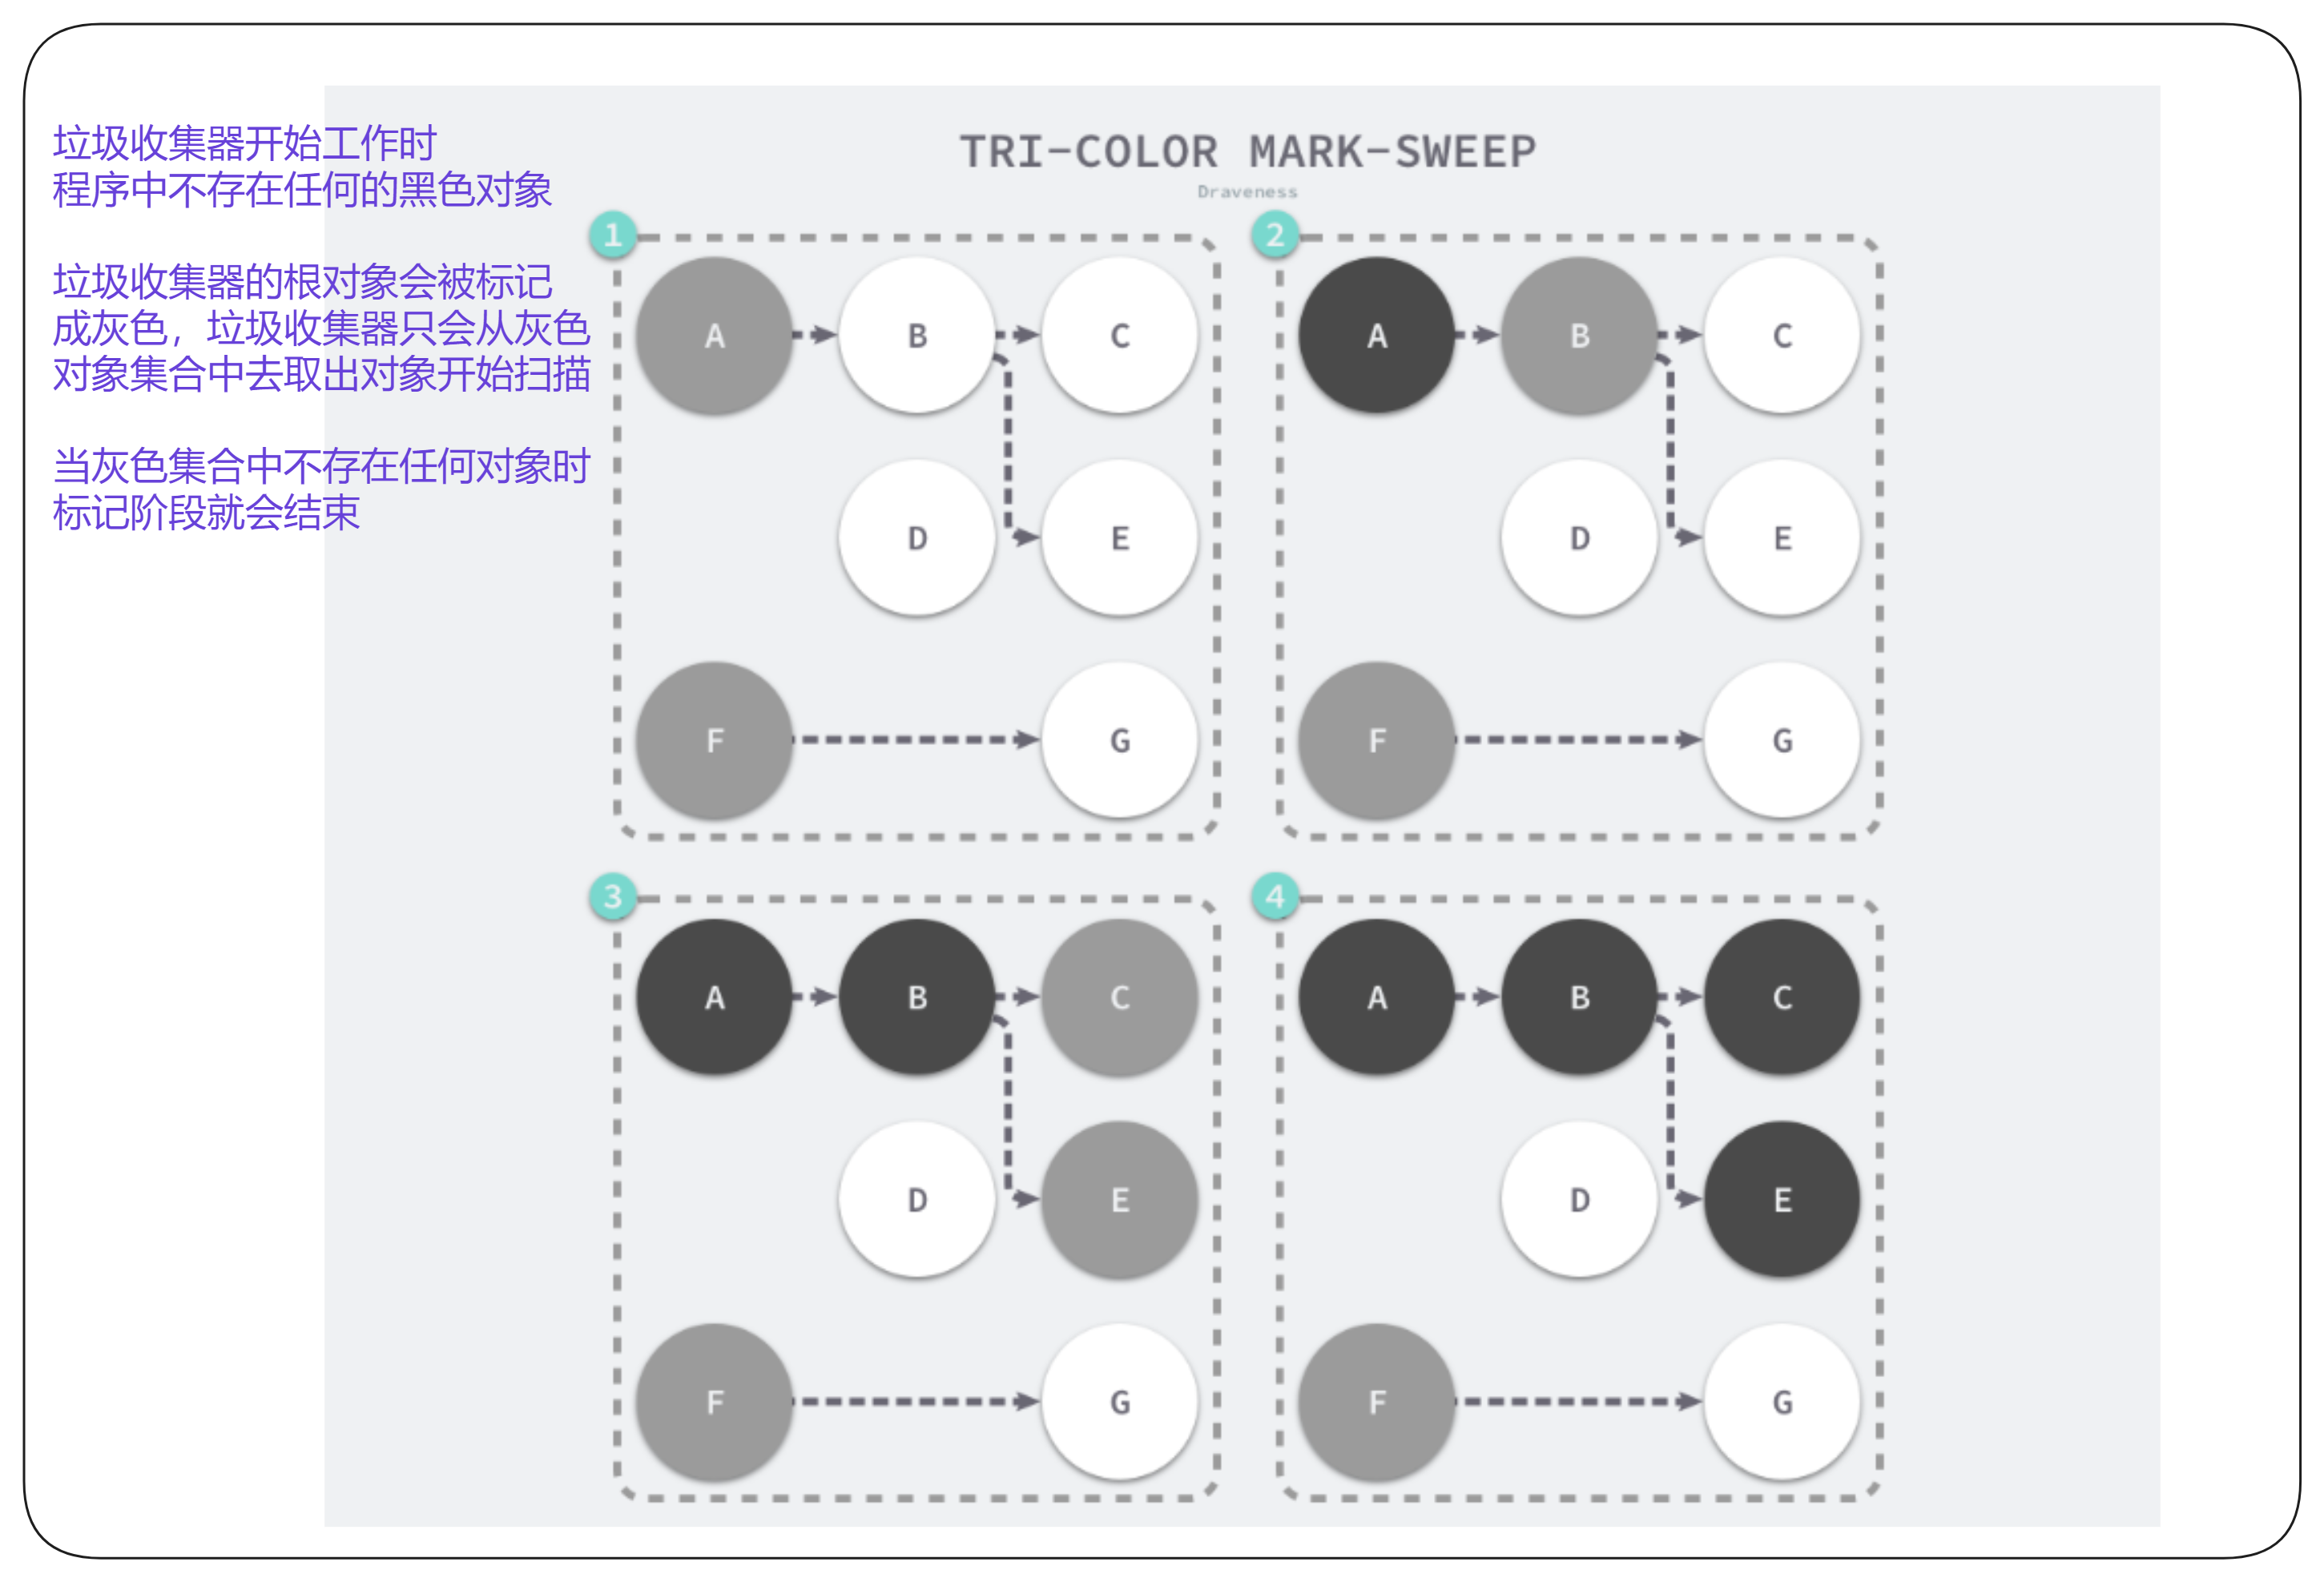 垃圾收集器开始工作时
程序中不存在任何的黑色对象
垃圾收集器的根对象会被标记
成灰色，垃圾收集器只会从灰色
对象集合中去取出对象开始扫描
当灰色集合中不存在任何对象时
标记阶段就会结束
TRI-COLOR MARK-SWEEP
Draveness
1
A
B
C
D
E
F
G
2
A
B
C
D
E
F
G
3
A
B
C
D
E
F
G
4
A
B
C
D
E
F
G